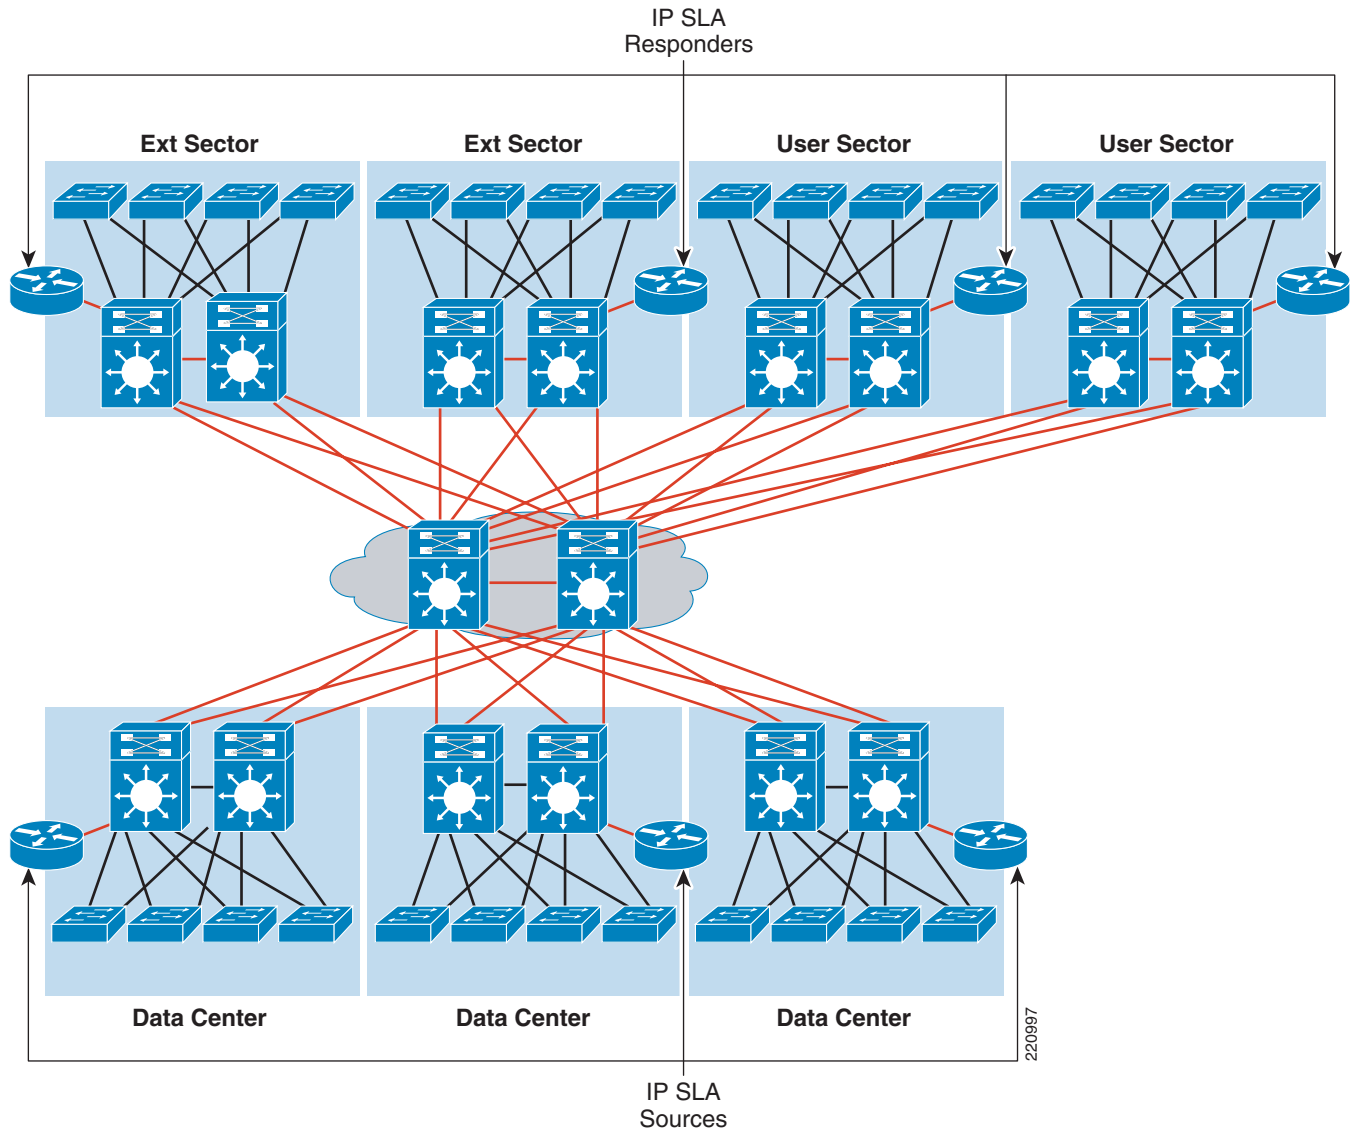 IP SLA
Responders
Ext Sector
Ext Sector
User Sector
User Sector
Data Center
Data Center
Data Center
220997
IP SLA
Sources